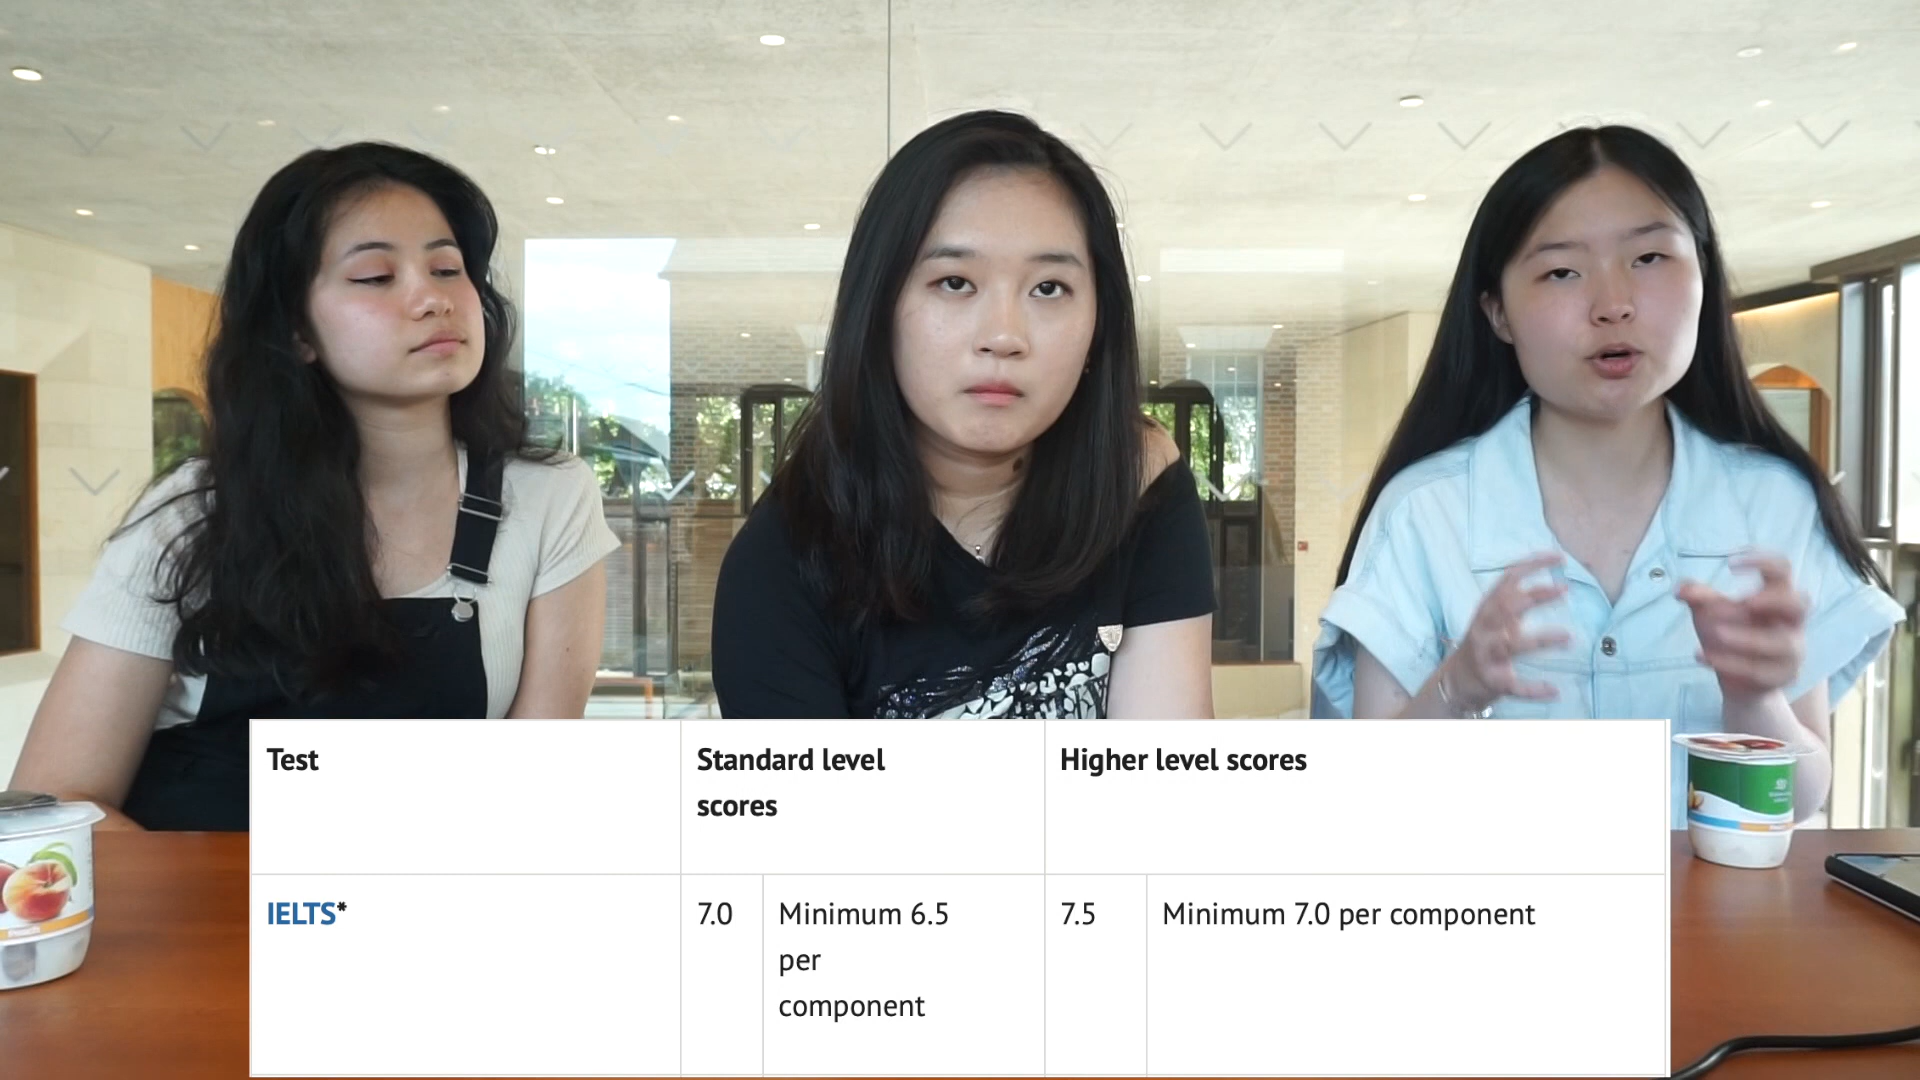 Test
Standard level
scores
Higher level scores
IELTS*
7.0
Minimum 6.5
per
component
7.5
Minimum 7.0 per component